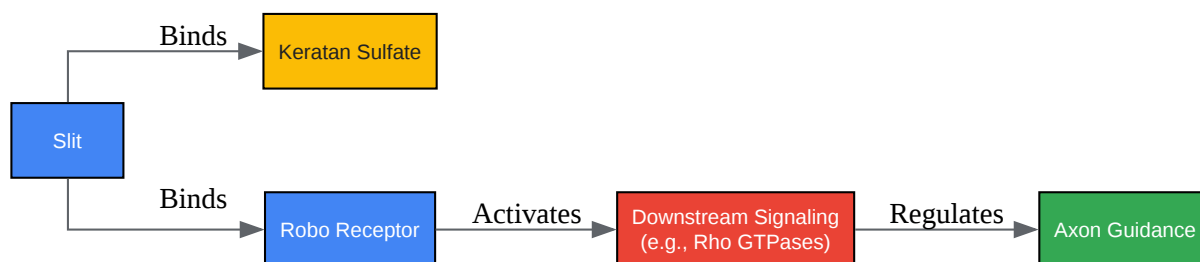 Binds
Keratan Sulfate
Slit
Binds
Robo Receptor
Activates
Downstream Signaling
(e.g., Rho GTPases)
Regulates
Axon Guidance